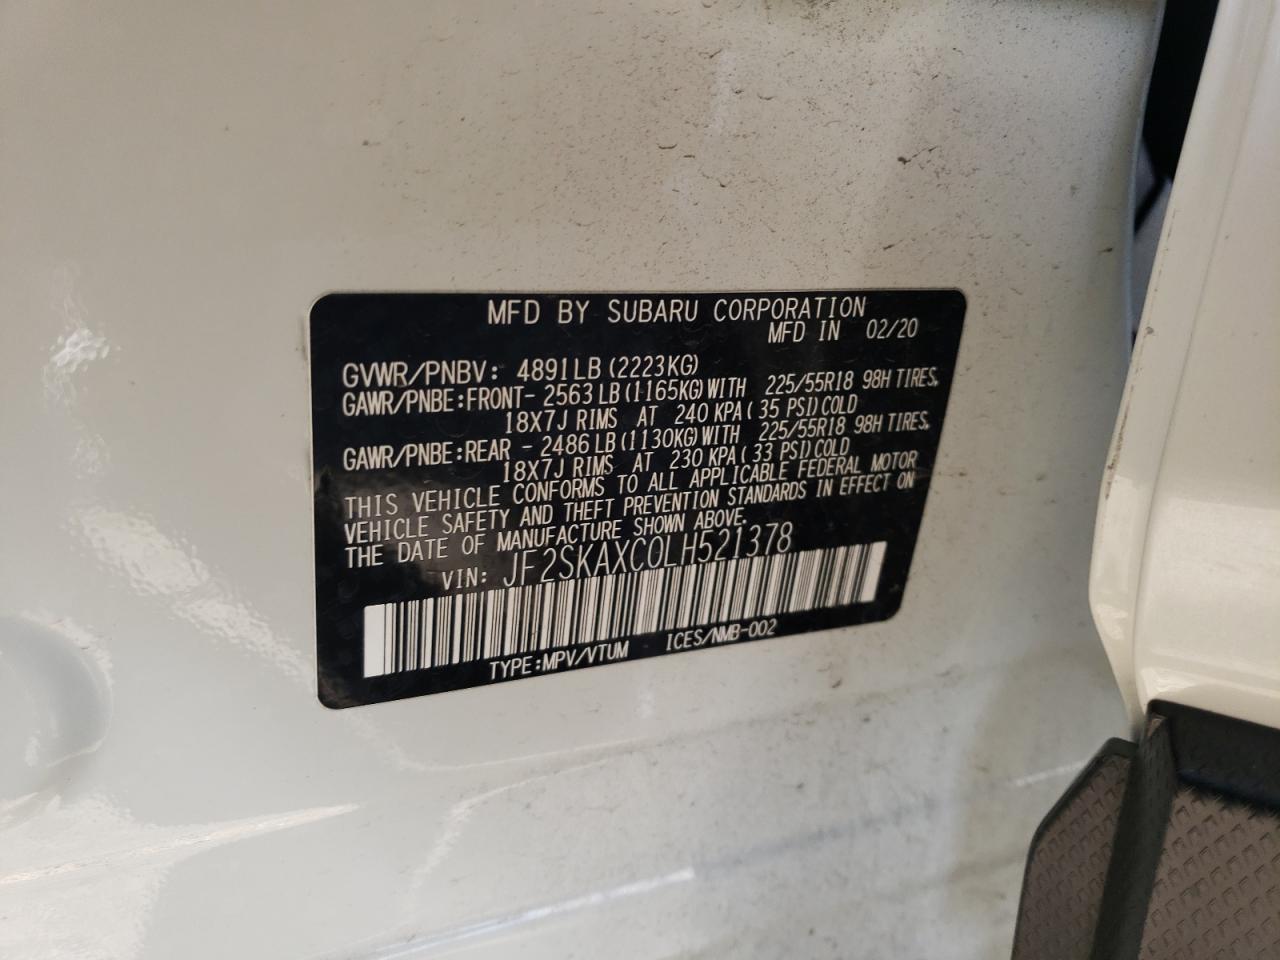 MFD BY SUBARU CORPORATION
MFD IN 02/20
GVWR/PNBV: 4891LB(2223KG)
GAWR/PNBE:FRONT- 2563LB(1165KG)WITH 225/55R18 98H TIRES,
18X7J RIMS AT 240 KPA( 35 PSI)COLD
GAWR/PNBE:REAR - 2486LB(1130KG)WITH 225/55R18 98H TIRES,
18X7J RIMS AT 230 KPA( 33 PSI)COLD
THIS VEHICLE CONFORMS TO ALL APPLICABLE FEDERAL MOTOR
VEHICLE SAFETY AND THEFT PREVENTION STANDARDS IN EFFECT ON
THE DATE OF MANUFACTURE SHOWN ABOVE.
VIN: JF2SKAXC0LH521378
TYPE:MPV/VTUM ICES/NMB-002